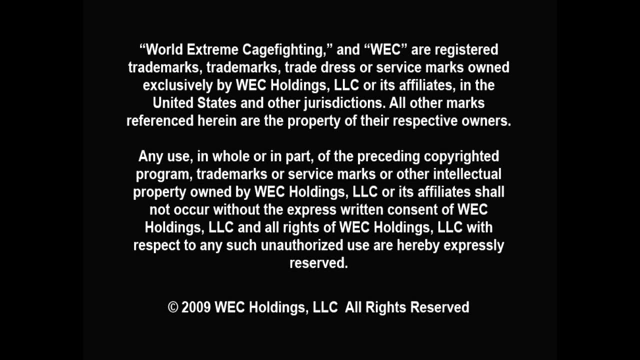 “World Extreme Cagefighting,” and “WEC” are registered
trademarks, trademarks, trade dress or service marks owned
exclusively by WEC Holdings, LLC or its affiliates, in the
United States and other jurisdictions. All other marks
referenced herein are the property of their respective owners.
Any use, in whole or in part, of the preceding copyrighted
program, trademarks or service marks or other intellectual
property owned by WEC Holdings, LLC or its affiliates shall
not occur without the express written consent of WEC
Holdings, LLC and all rights of WEC Holdings, LLC with
respect to any such unauthorized use are hereby expressly
reserved.
© 2009 WEC Holdings, LLC  All Rights Reserved